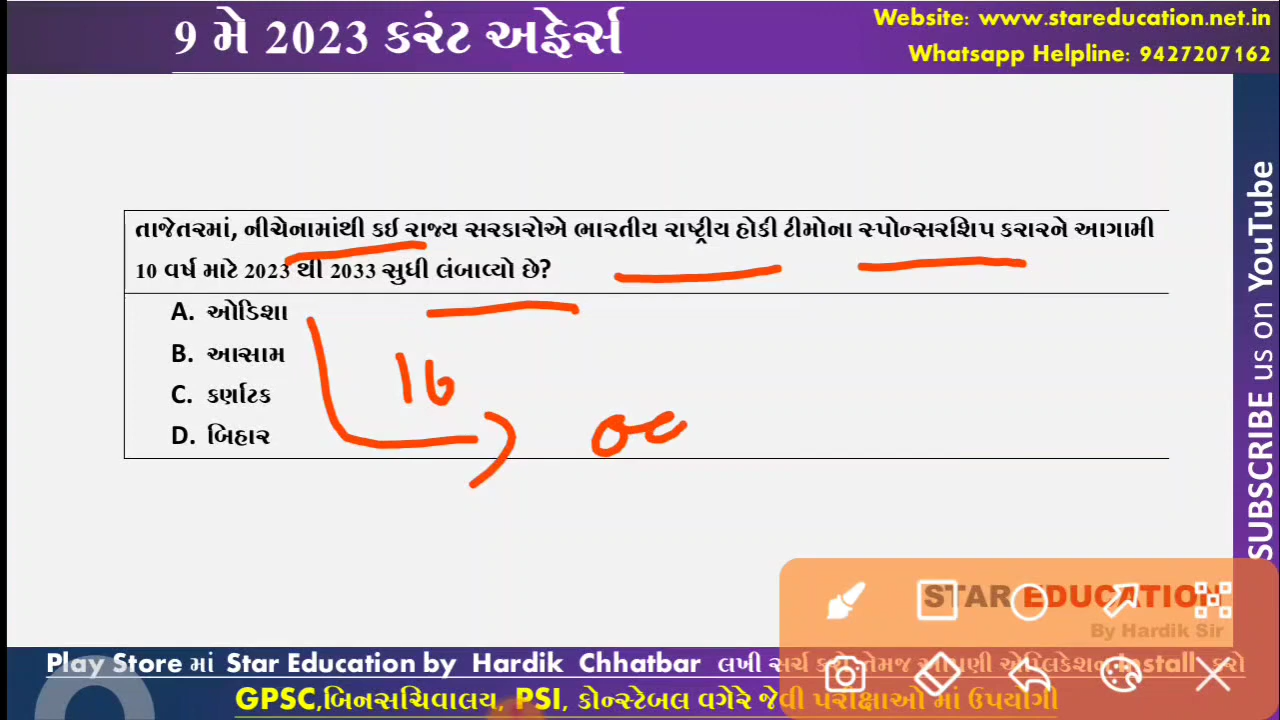 9 મે 2023 કરંટ અફેર્સ
Website: www.stareducation.net.in
Whatsapp Helpline: 9427207162
તાજેતરમાં, નીચેનામાંથી કઇ રાજ્ય સરકારોએ ભારતીય રાષ્ટ્રીય હોકી ટીમોના સ્પોન્સરશિપ કરારને આગામી
10 વર્ષ માટે 2023 થી 2033 સુધી લંબાવ્યો છે?
A. ઓડિશા
B. આસામ
C. કર્ણાટક
D. બિહાર
SUBSCRIBE us on YouTube
STAR EDUCATION
By Hardik Sir
Play Store માં Star Education by Hardik Chhatbar લખી સર્ચ કરો તેમજ આપણી એપ્લિકેશન Install કરો
GPSC,બિનસચિવાલય, PSI, કોન્સ્ટેબલ વગેરે જેવી પરીક્ષાઓ માં ઉપયોગી